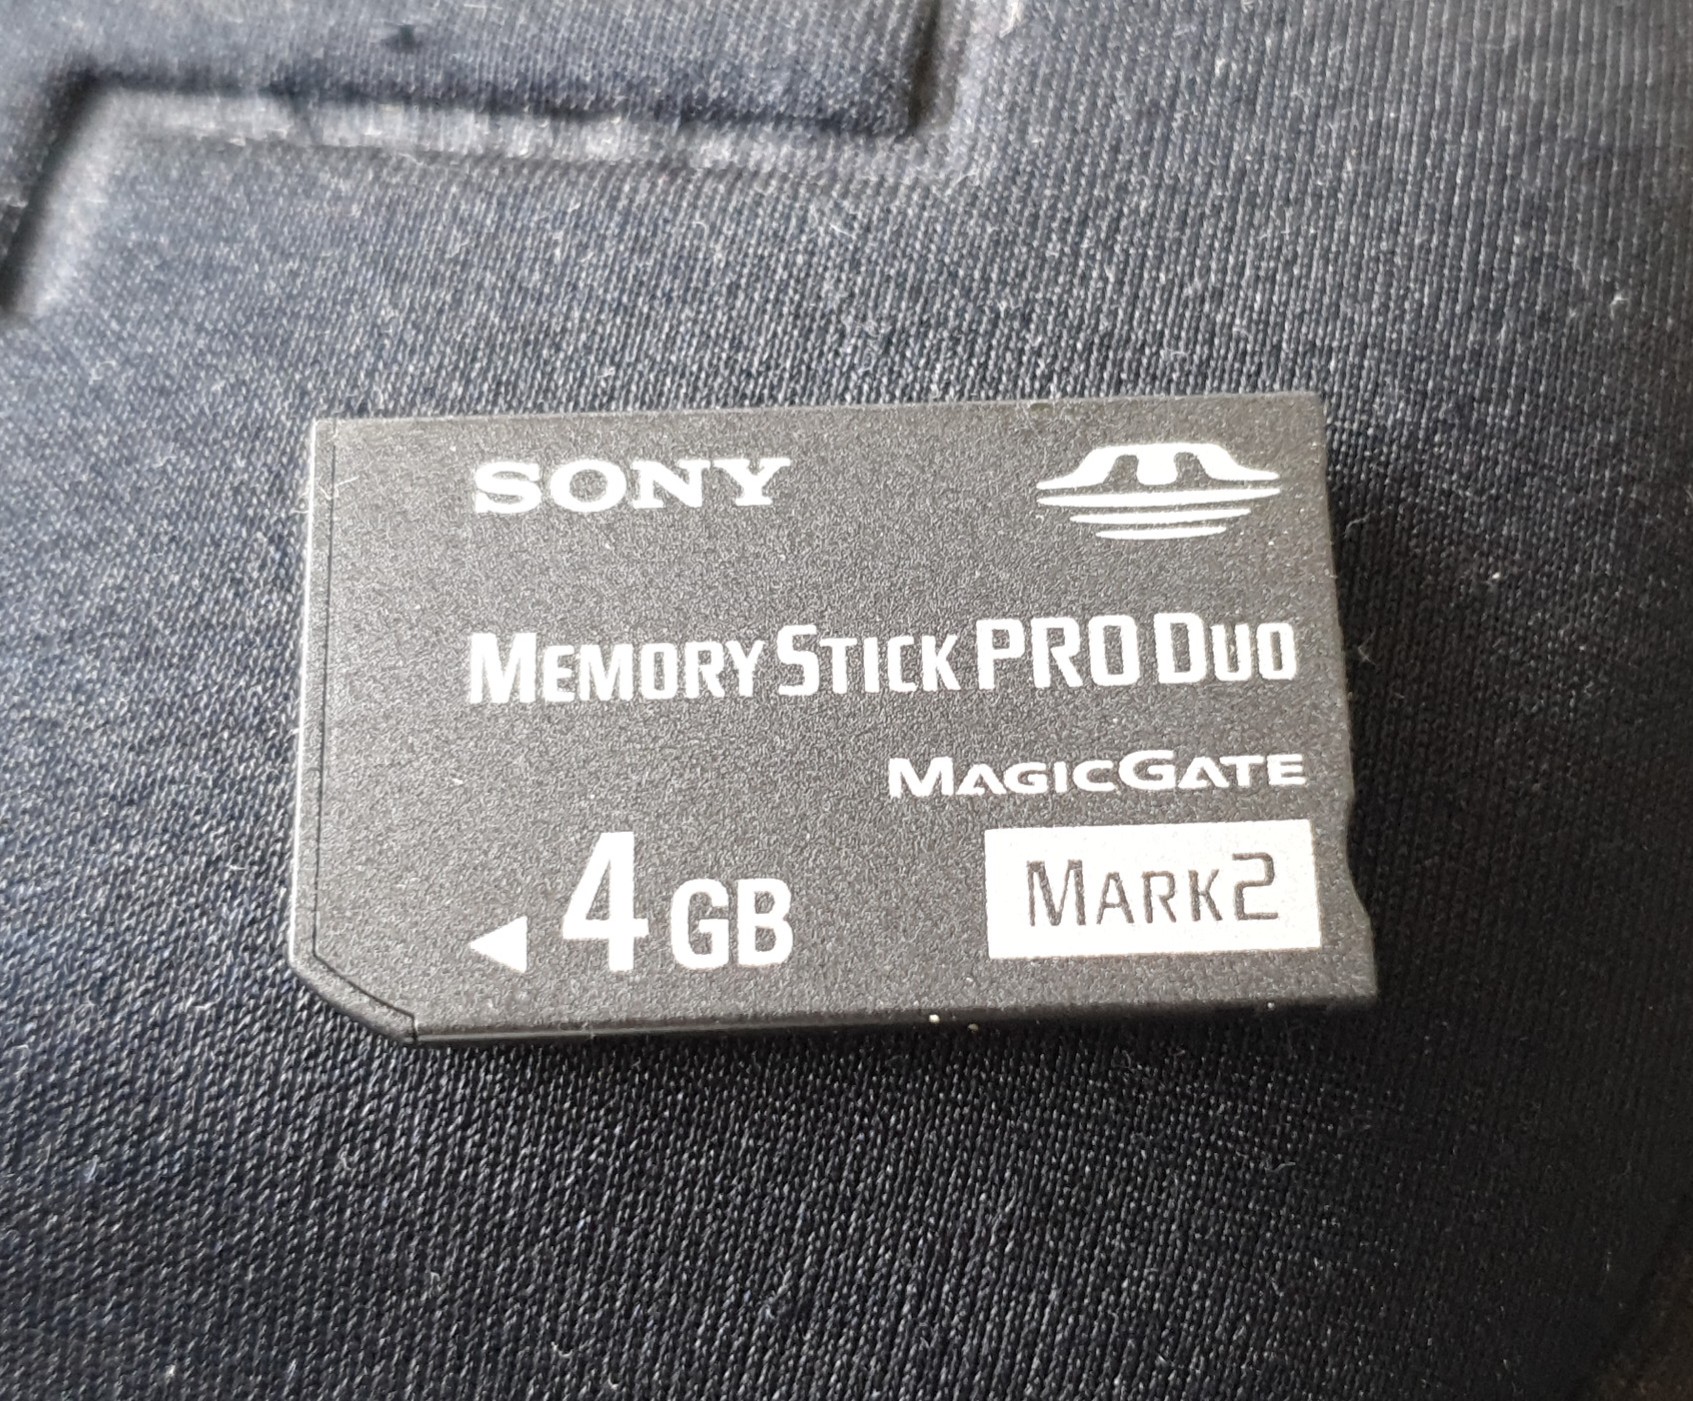 SONY
MEMORY STICK PRO DUO
MAGICGATE
4 GB
MARK2